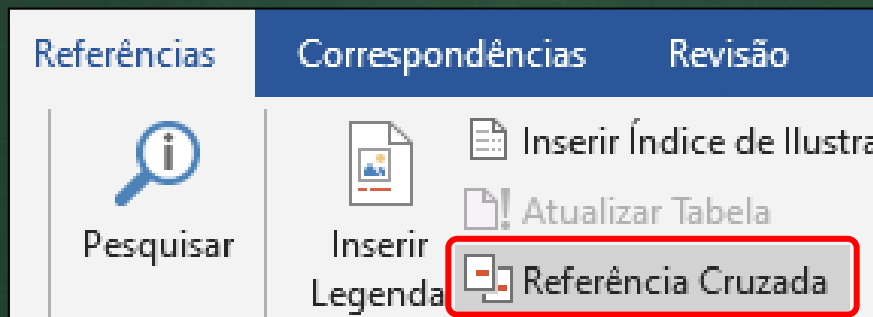 Referências Correspondências Revisão
Pesquisar
Inserir
Legenda
Inserir Índice de Ilustra
Atualizar Tabela
Referência Cruzada